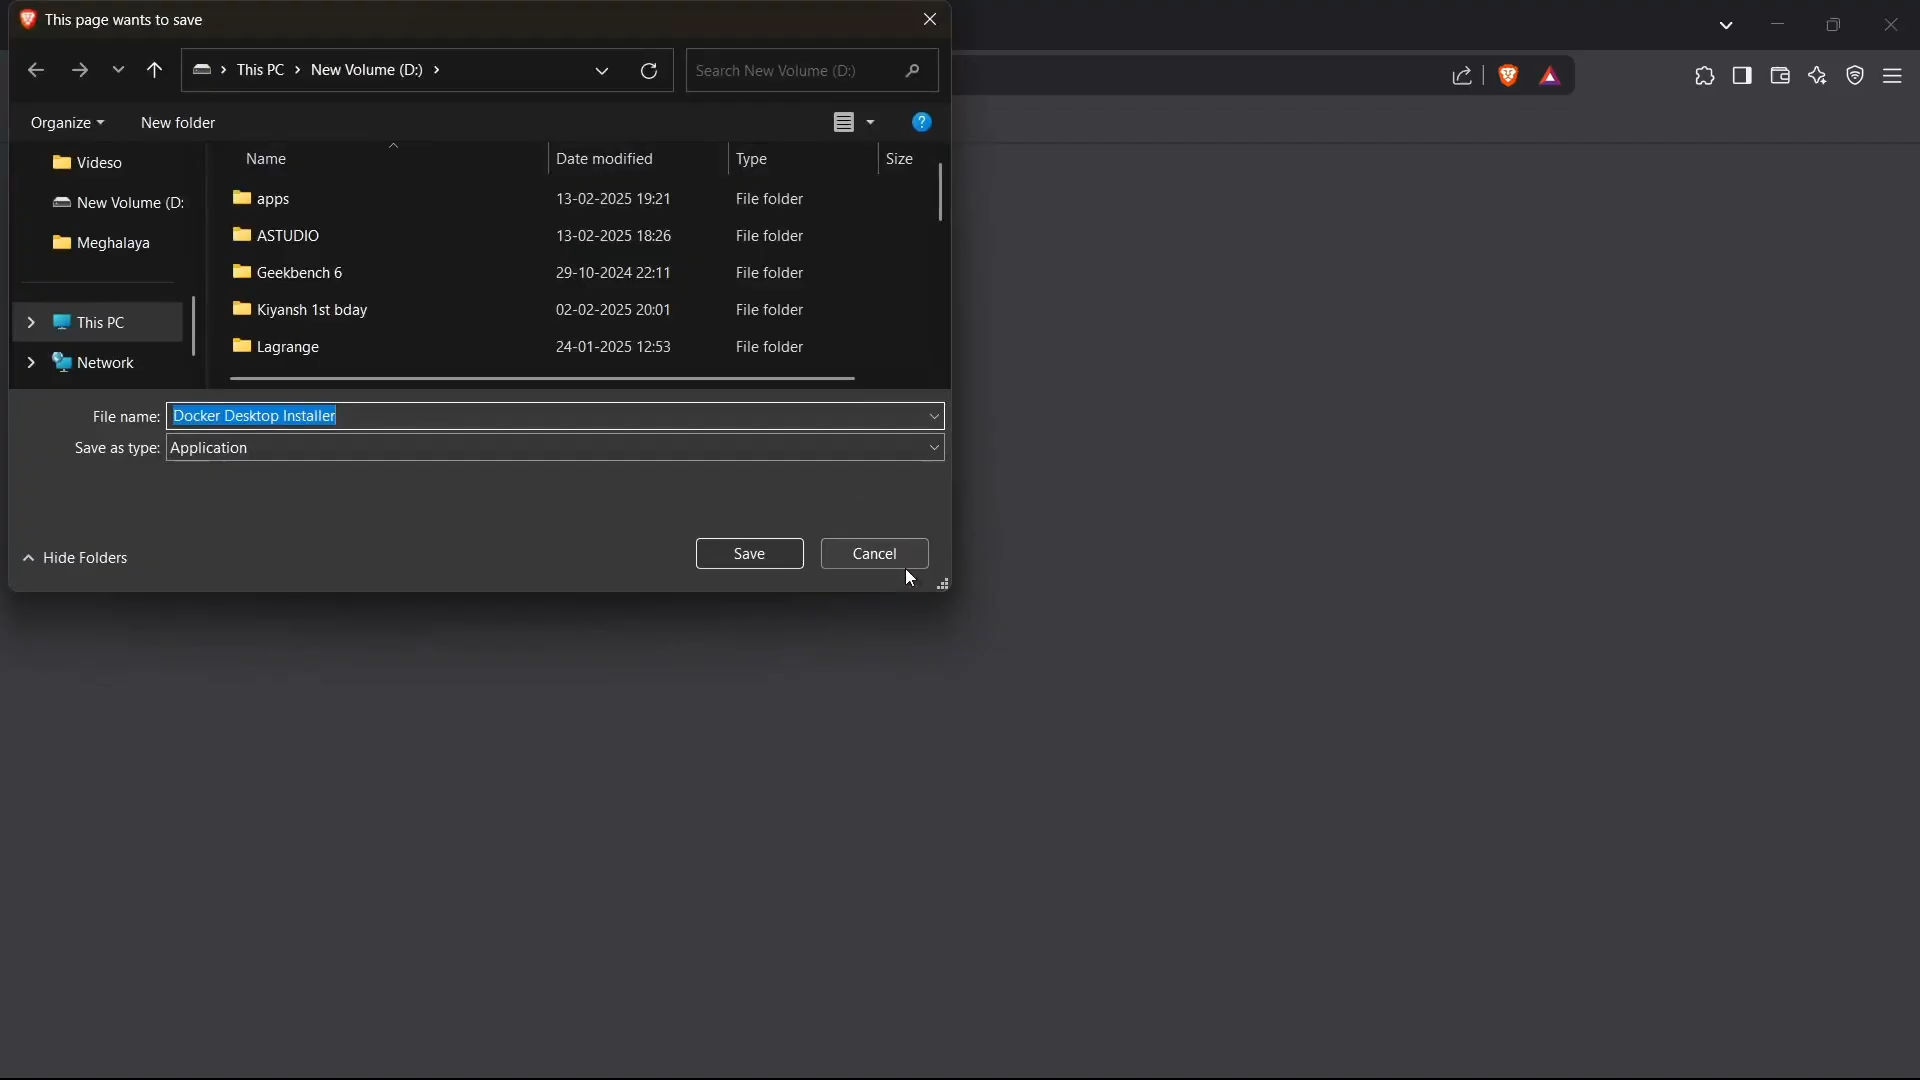 This page wants to save
This PC > New Volume (D:) >
Search New Volume (D:)
Organize
New folder
Videso
New Volume (D:
Meghalaya
This PC
Network
Name Date modified Type Size
apps 13-02-2025 19:21 File folder
ASTUDIO 13-02-2025 18:26 File folder
Geekbench 6 29-10-2024 22:11 File folder
Kiyansh 1st bday 02-02-2025 20:01 File folder
Lagrange 24-01-2025 12:53 File folder
File name: Docker Desktop Installer
Save as type: Application
Hide Folders
Save
Cancel